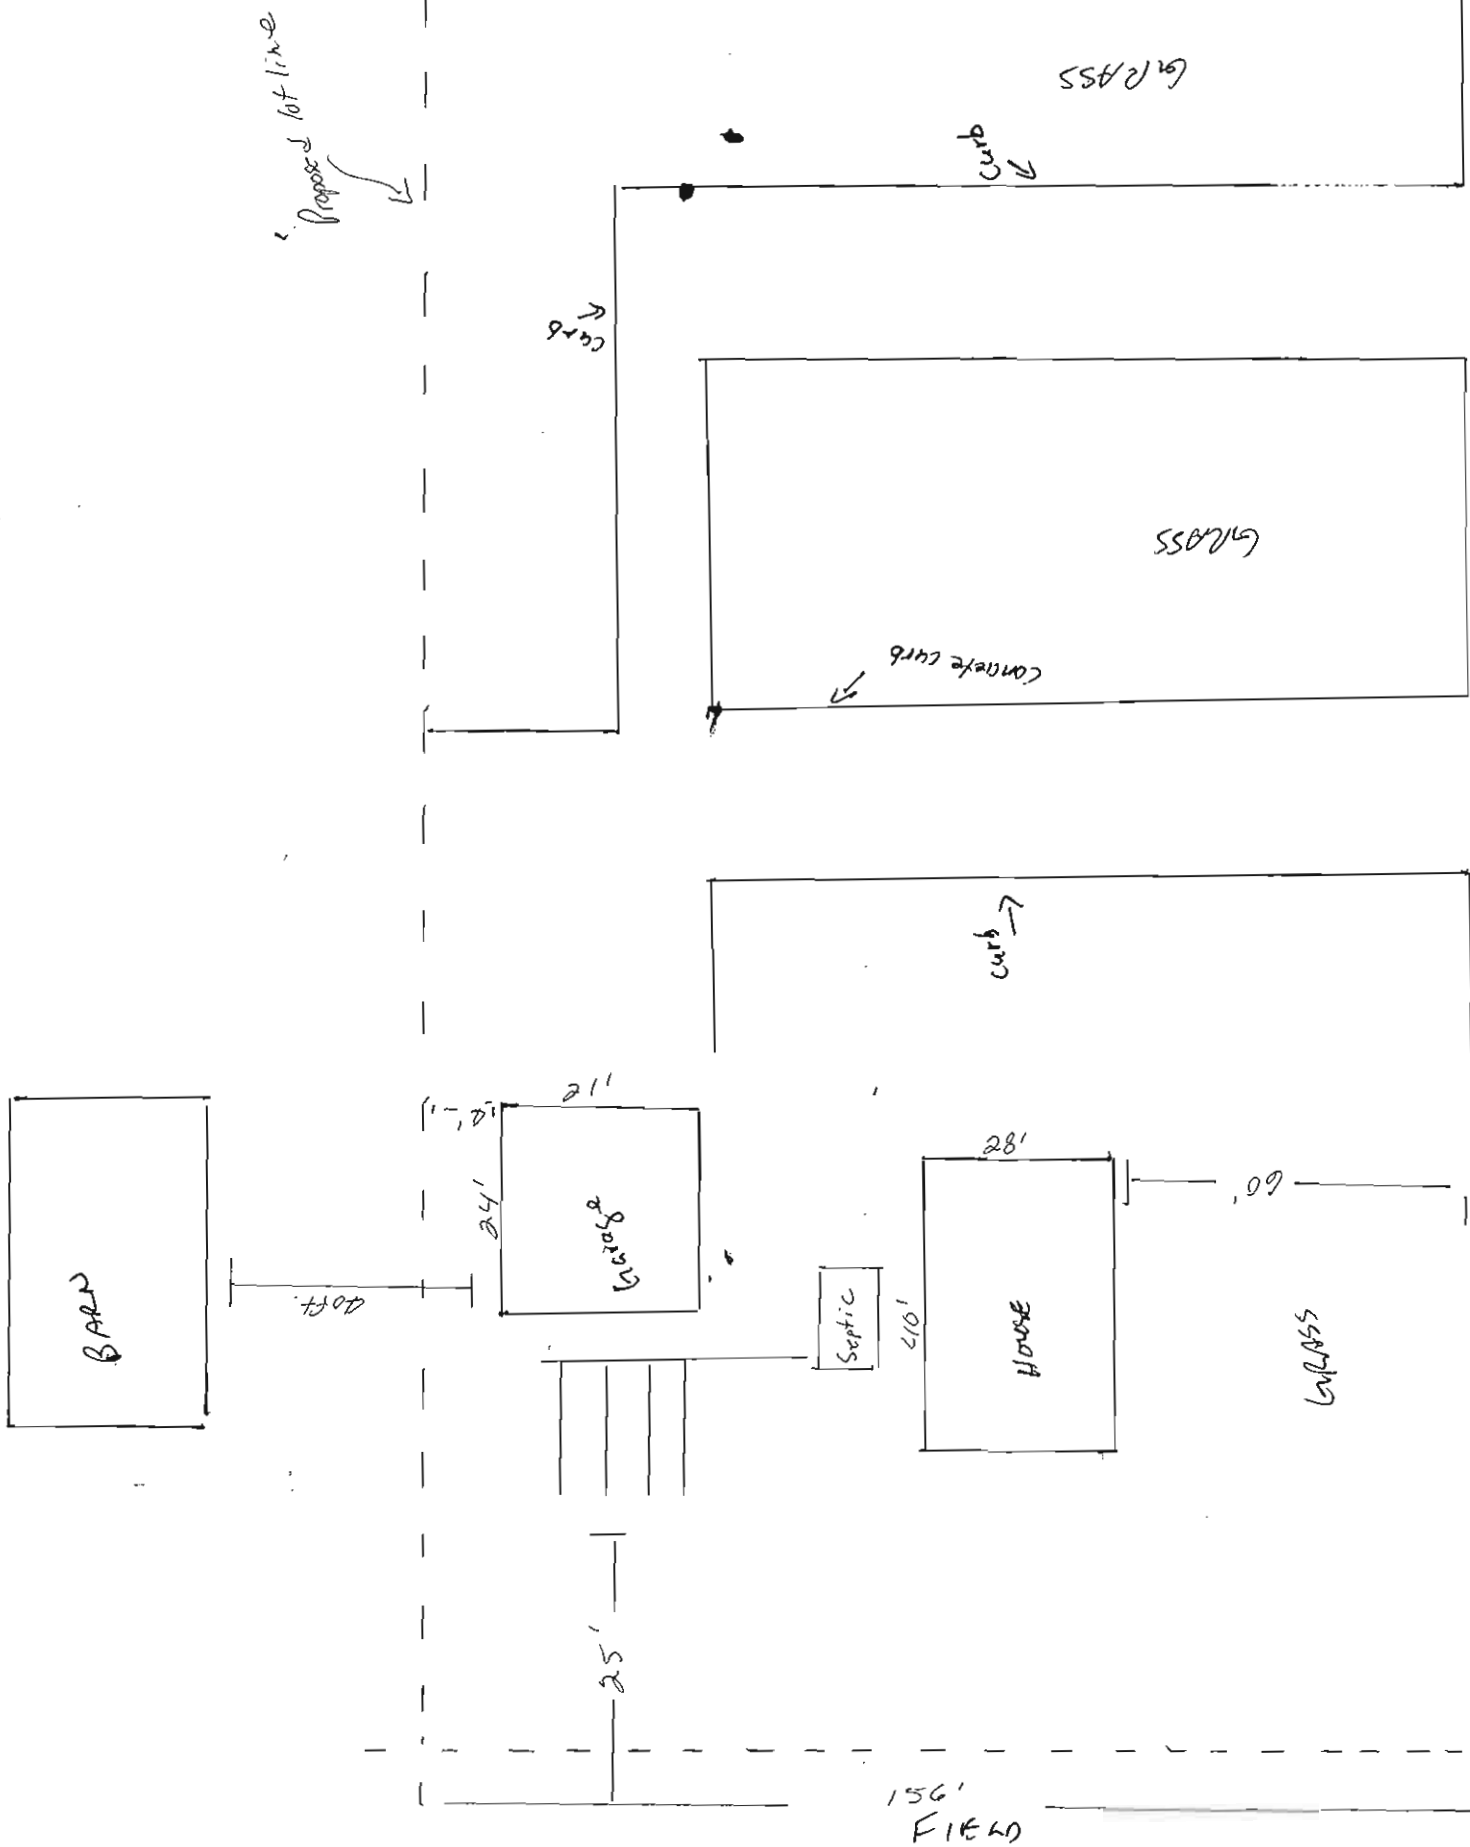 Proposed lot line
GRASS
curb
curb
GRASS
concrete curb
curb
BARN
40ft.
24'
21'
Garage
Septic
40'
28'
HOUSE
60'
GRASS
25'
156'
FIELD